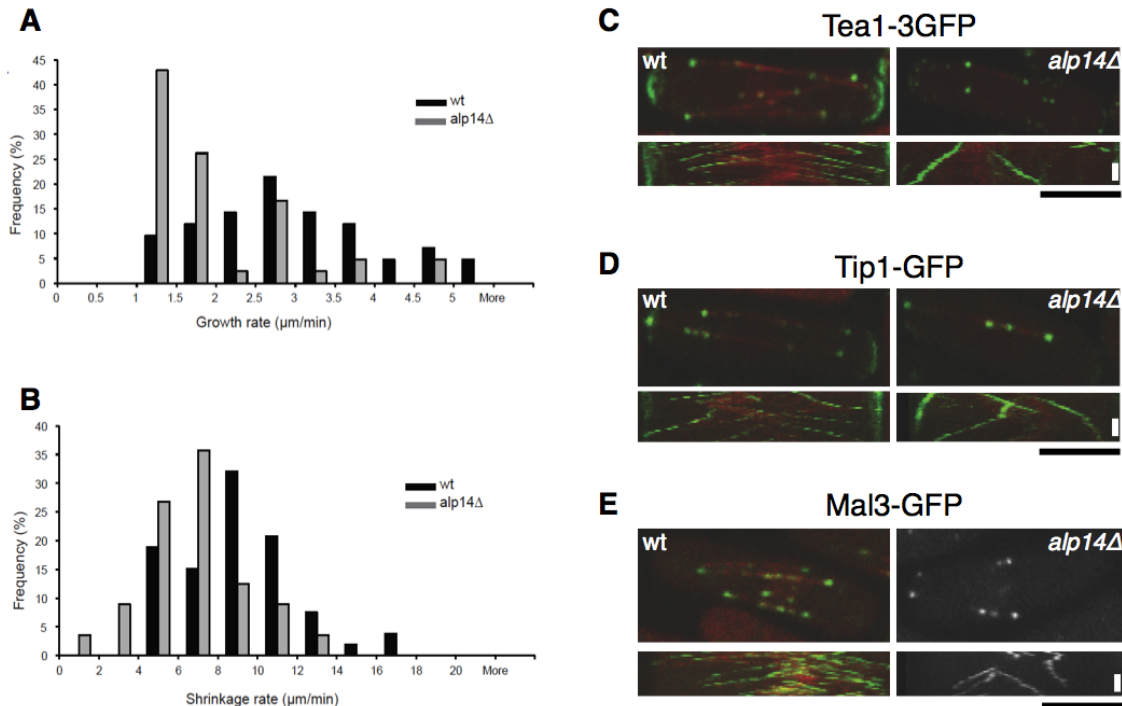 A
45
40
35
30
25
20
15
10
5
0
Frequency (%)
wt
alp14Δ
0 0.5 1 1.5 2 2.5 3 3.5 4 4.5 5 More
Growth rate (μm/min)
B
40
35
30
25
20
15
10
5
0
Frequency (%)
wt
alp14Δ
0 2 4 6 8 10 12 14 16 18 20 More
Shrinkage rate (μm/min)
C
Tea1-3GFP
wt
alp14Δ
D
Tip1-GFP
wt
alp14Δ
E
Mal3-GFP
wt
alp14Δ